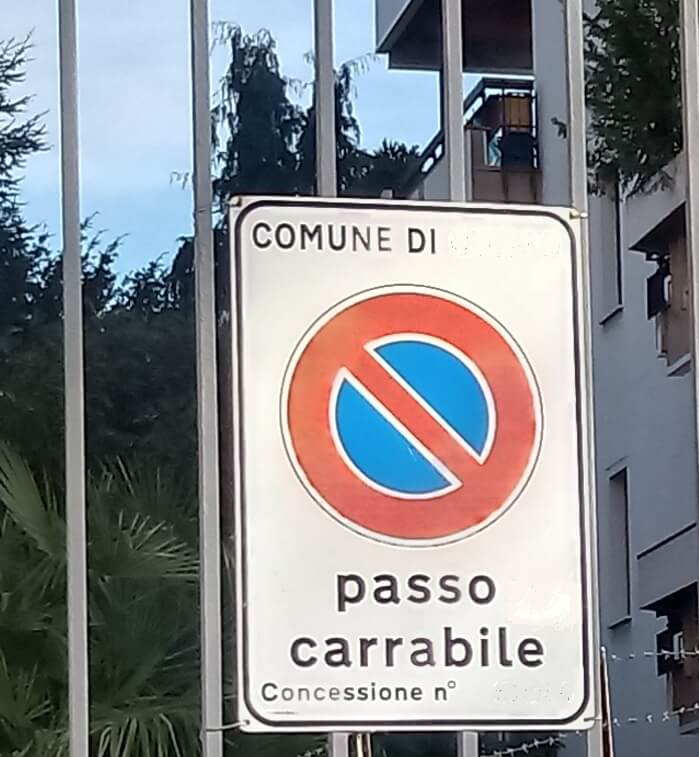 COMUNE DI
passo
carrabile
Concessione n°